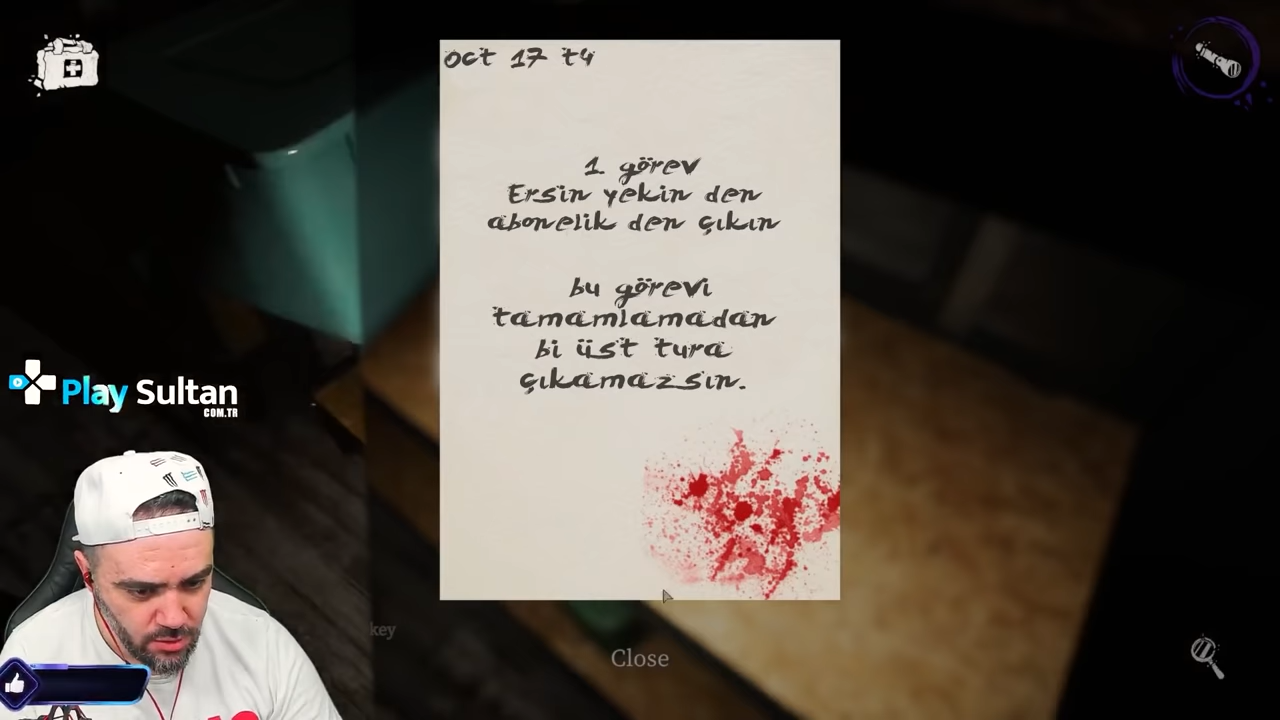 oct 17 t4
1. görev
Ersin yekin den
abonelik den çıkın
bu görevi
tamamlamadan
bi üst tura
çıkamazsın.
Play Sultan
COM.TR
key
Close